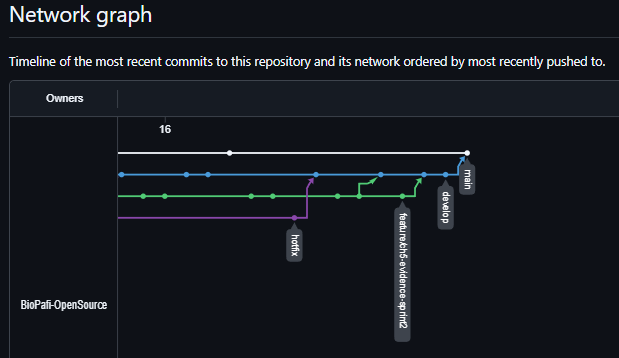 Network graph
Timeline of the most recent commits to this repository and its network ordered by most recently pushed to.
Owners
16
main
develop
hotfix
feature/ch5-evidence-sprint2
BioPafi-OpenSource